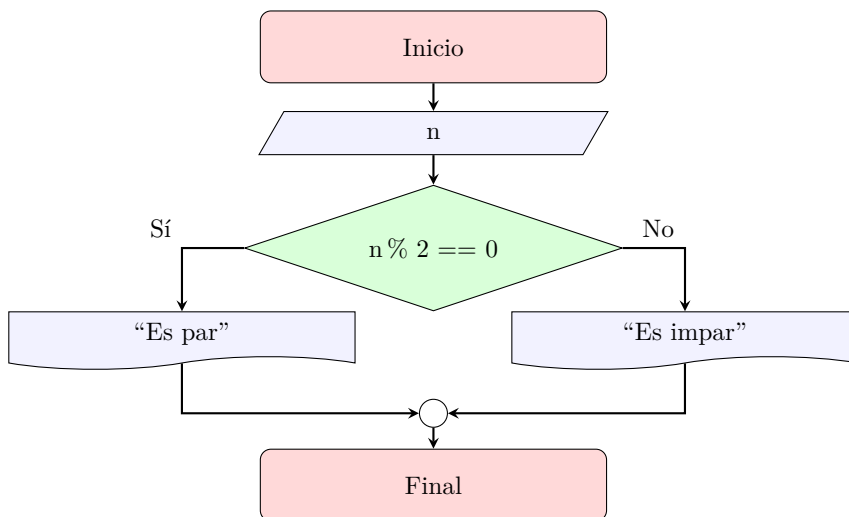 Inicio
n
n % 2 == 0
Sí
No
“Es par”
“Es impar”
Final